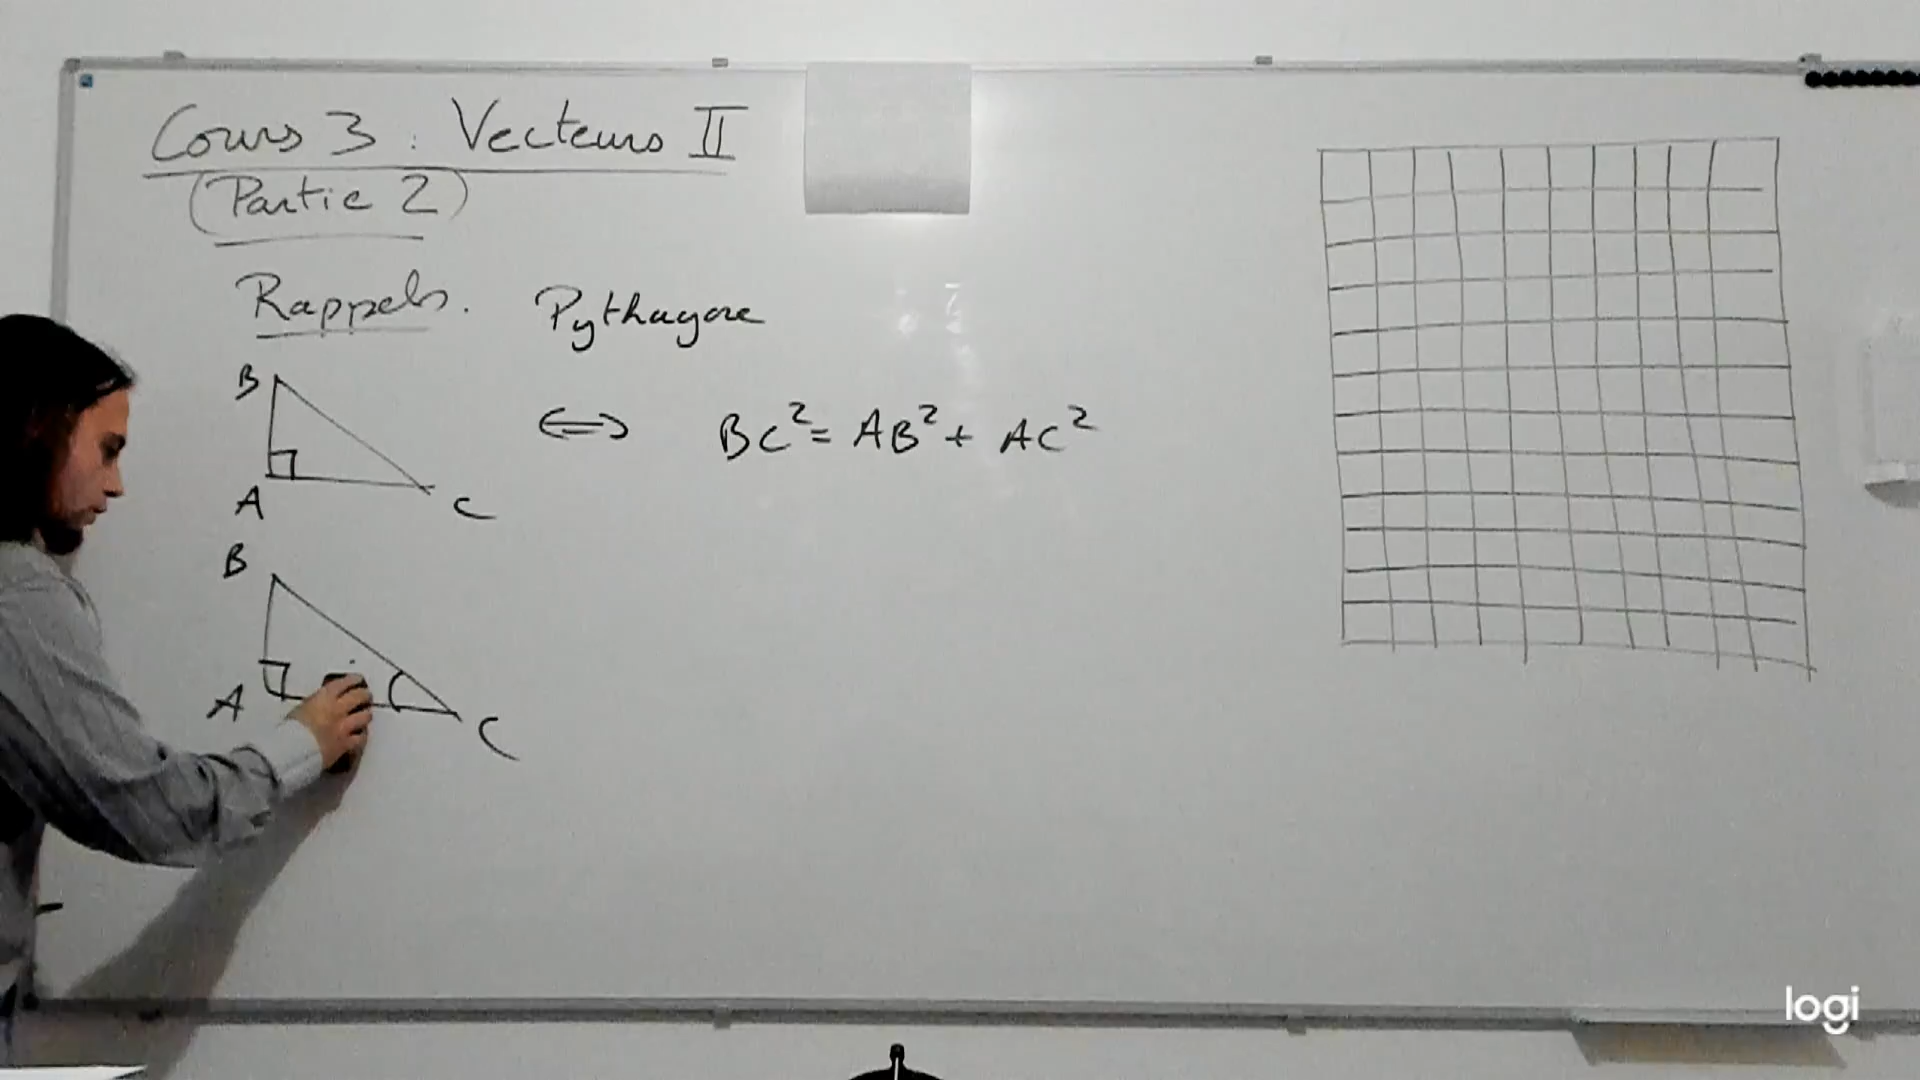 Cours 3 : Vecteurs II
(Partie 2)
Rappels. Pythagore
B
A
C
⟺ BC²= AB²+ AC²
B
A
C
logi